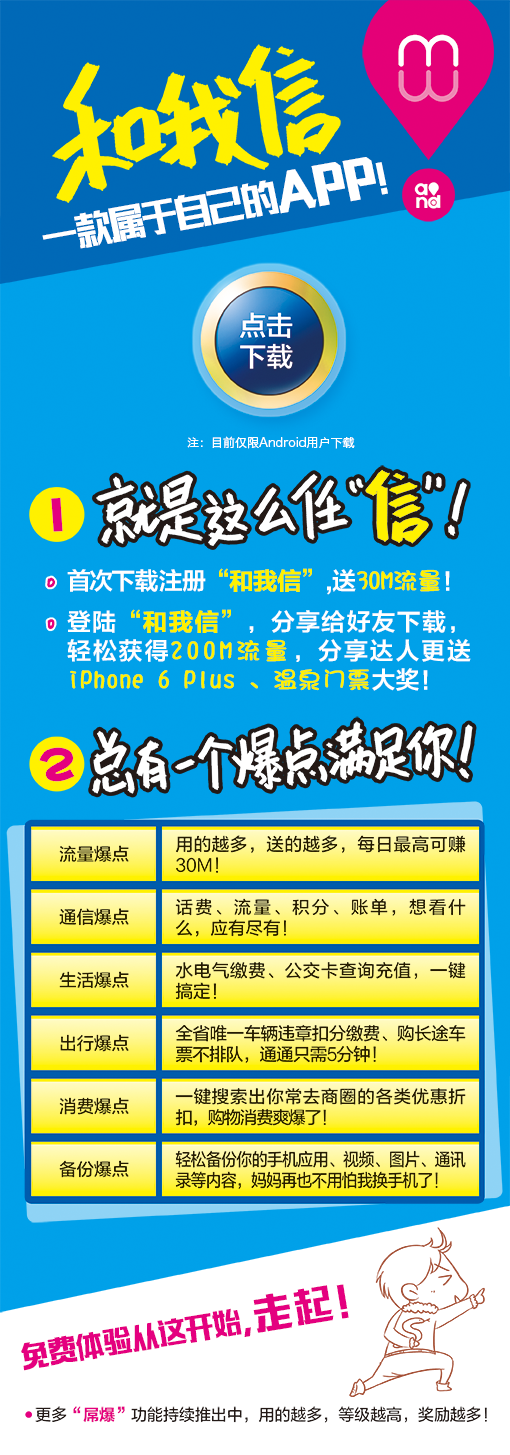 m
和我信
一款属于自己的APP!
and
点击
下载
注：目前仅限Android用户下载
1 就是这么任“信”!
首次下载注册“和我信”,送30M流量!
登陆“和我信”，分享给好友下载，
轻松获得200M流量，分享达人更送
iPhone 6 Plus 、温泉门票大奖!
2 总有一个爆点满足你!
流量爆点
用的越多，送的越多，每日最高可赚
30M!
通信爆点
话费、流量、积分、账单，想看什
么，应有尽有!
生活爆点
水电气缴费、公交卡查询充值，一键
搞定!
出行爆点
全省唯一车辆违章扣分缴费、购长途车
票不排队，通通只需5分钟!
消费爆点
一键搜索出你常去商圈的各类优惠折
扣，购物消费爽爆了!
备份爆点
轻松备份你的手机应用、视频、图片、通讯
录等内容，妈妈再也不用怕我换手机了!
免费体验从这开始,走起!
•更多“屌爆”功能持续推出中，用的越多，等级越高，奖励越多!